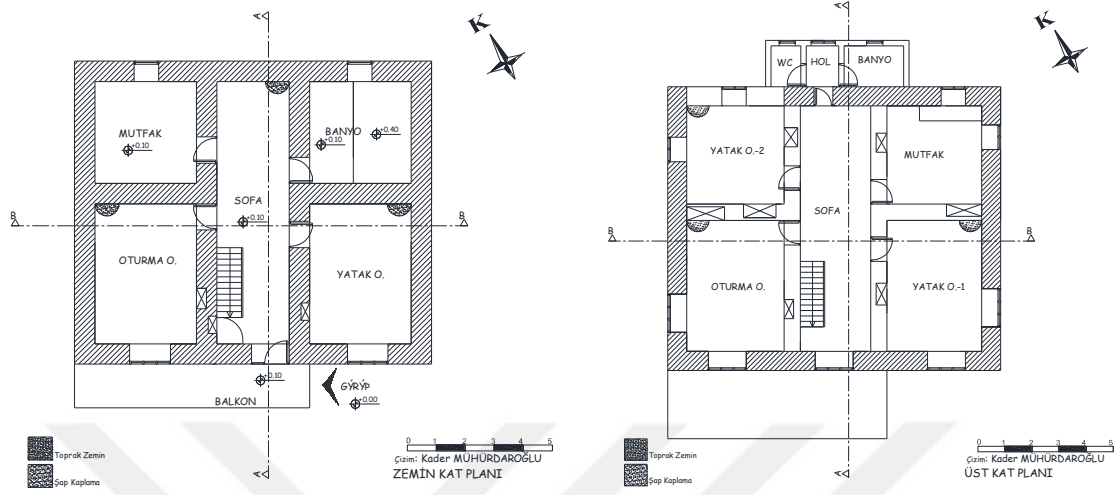 A
K
MUTFAK
+0.10
BANYO
+0.10
+0.40
SOFA
+0.10
B
B
OTURMA O.
YATAK O.
+0.10
GÝRÝÞ
+0.00
BALKON
Toprak Zemin
Şap Kaplama
A
0 1 2 3 4 5
Çizim: Kader MÜHÜRDAROĞLU
ZEMİN KAT PLANI
A
K
WC
HOL
BANYO
YATAK O.-2
MUTFAK
SOFA
B
B
OTURMA O.
YATAK O.-1
Toprak Zemin
Şap Kaplama
A
0 1 2 3 4 5
Çizim: Kader MÜHÜRDAROĞLU
ÜST KAT PLANI